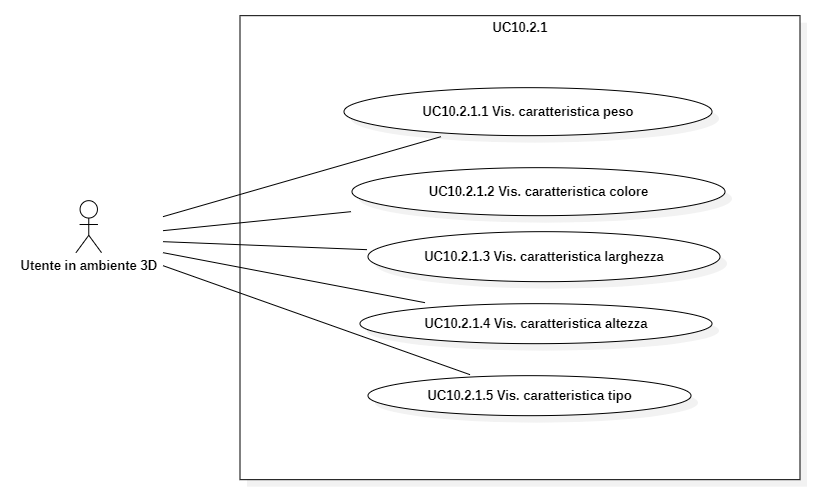 UC10.2.1
UC10.2.1.1 Vis. caratteristica peso
UC10.2.1.2 Vis. caratteristica colore
UC10.2.1.3 Vis. caratteristica larghezza
Utente in ambiente 3D
UC10.2.1.4 Vis. caratteristica altezza
UC10.2.1.5 Vis. caratteristica tipo